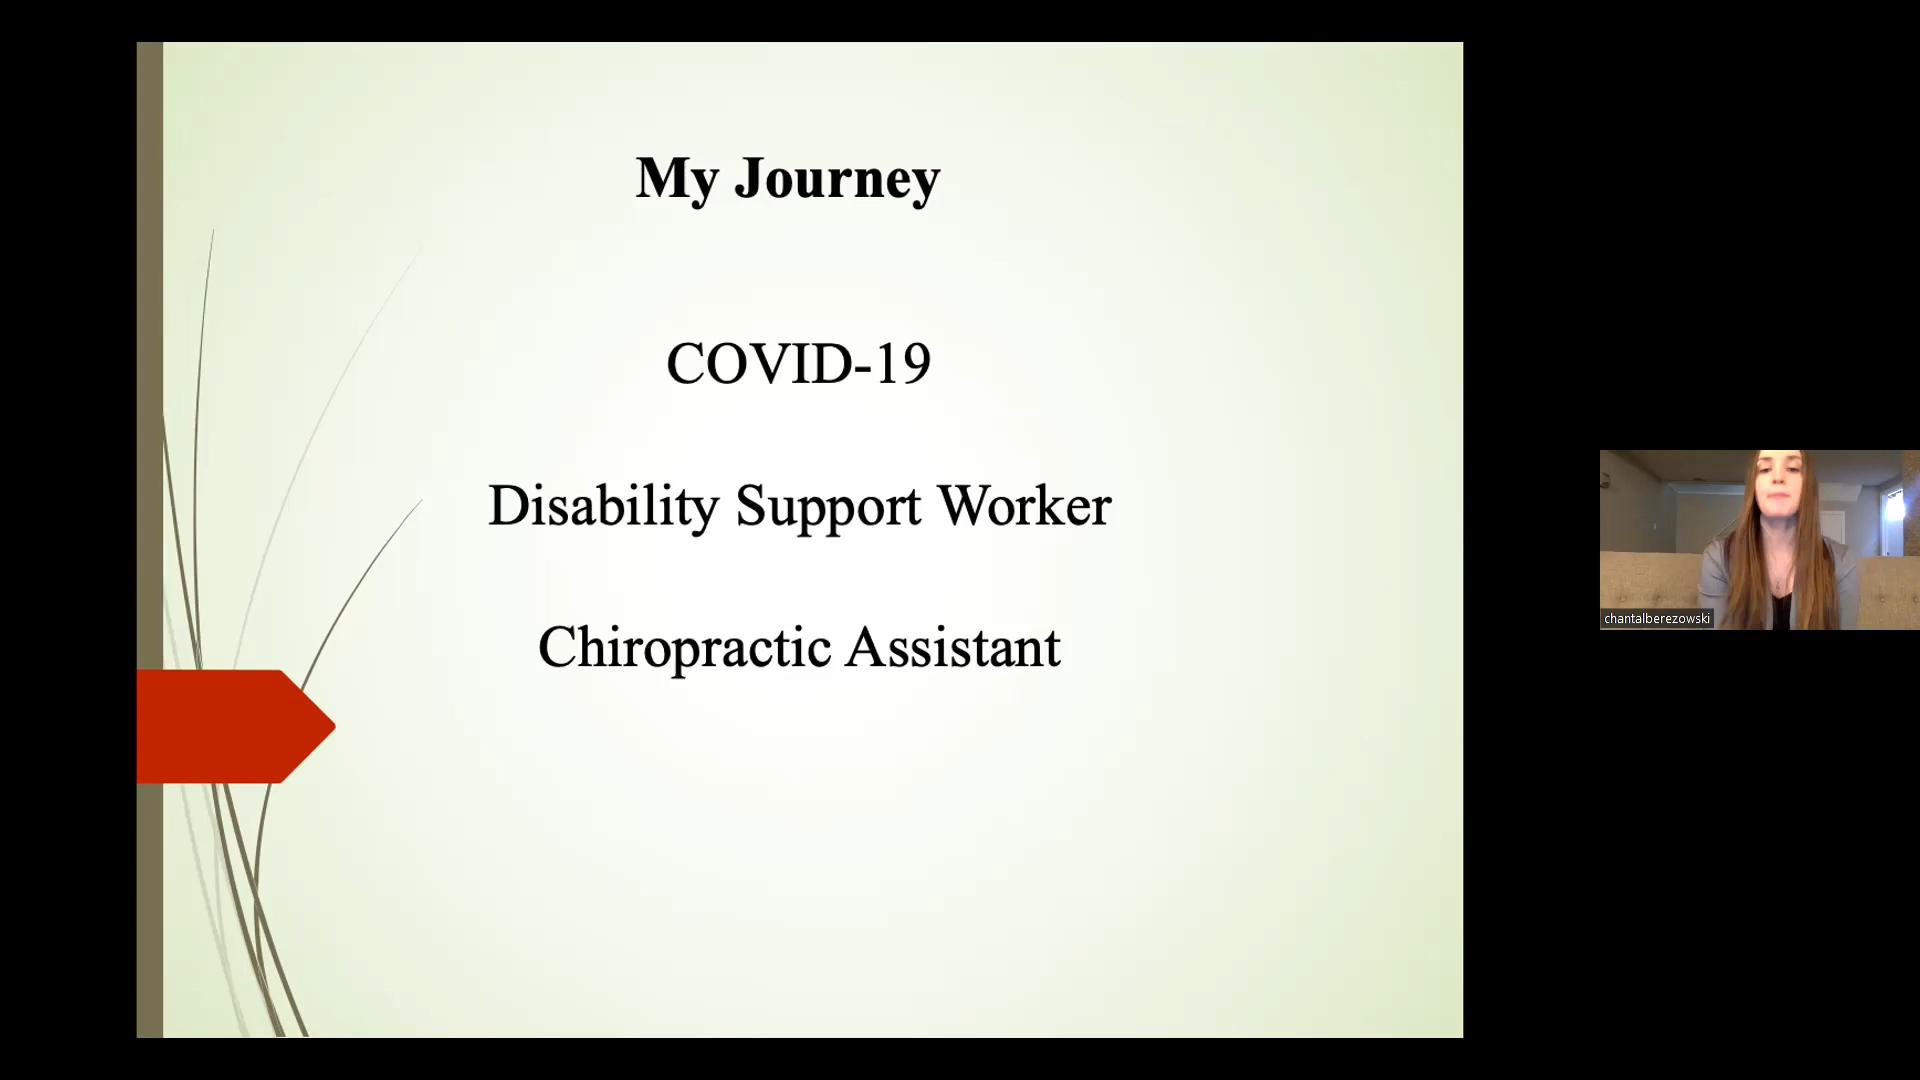 My Journey
COVID-19
Disability Support Worker
Chiropractic Assistant
chantalberezowski